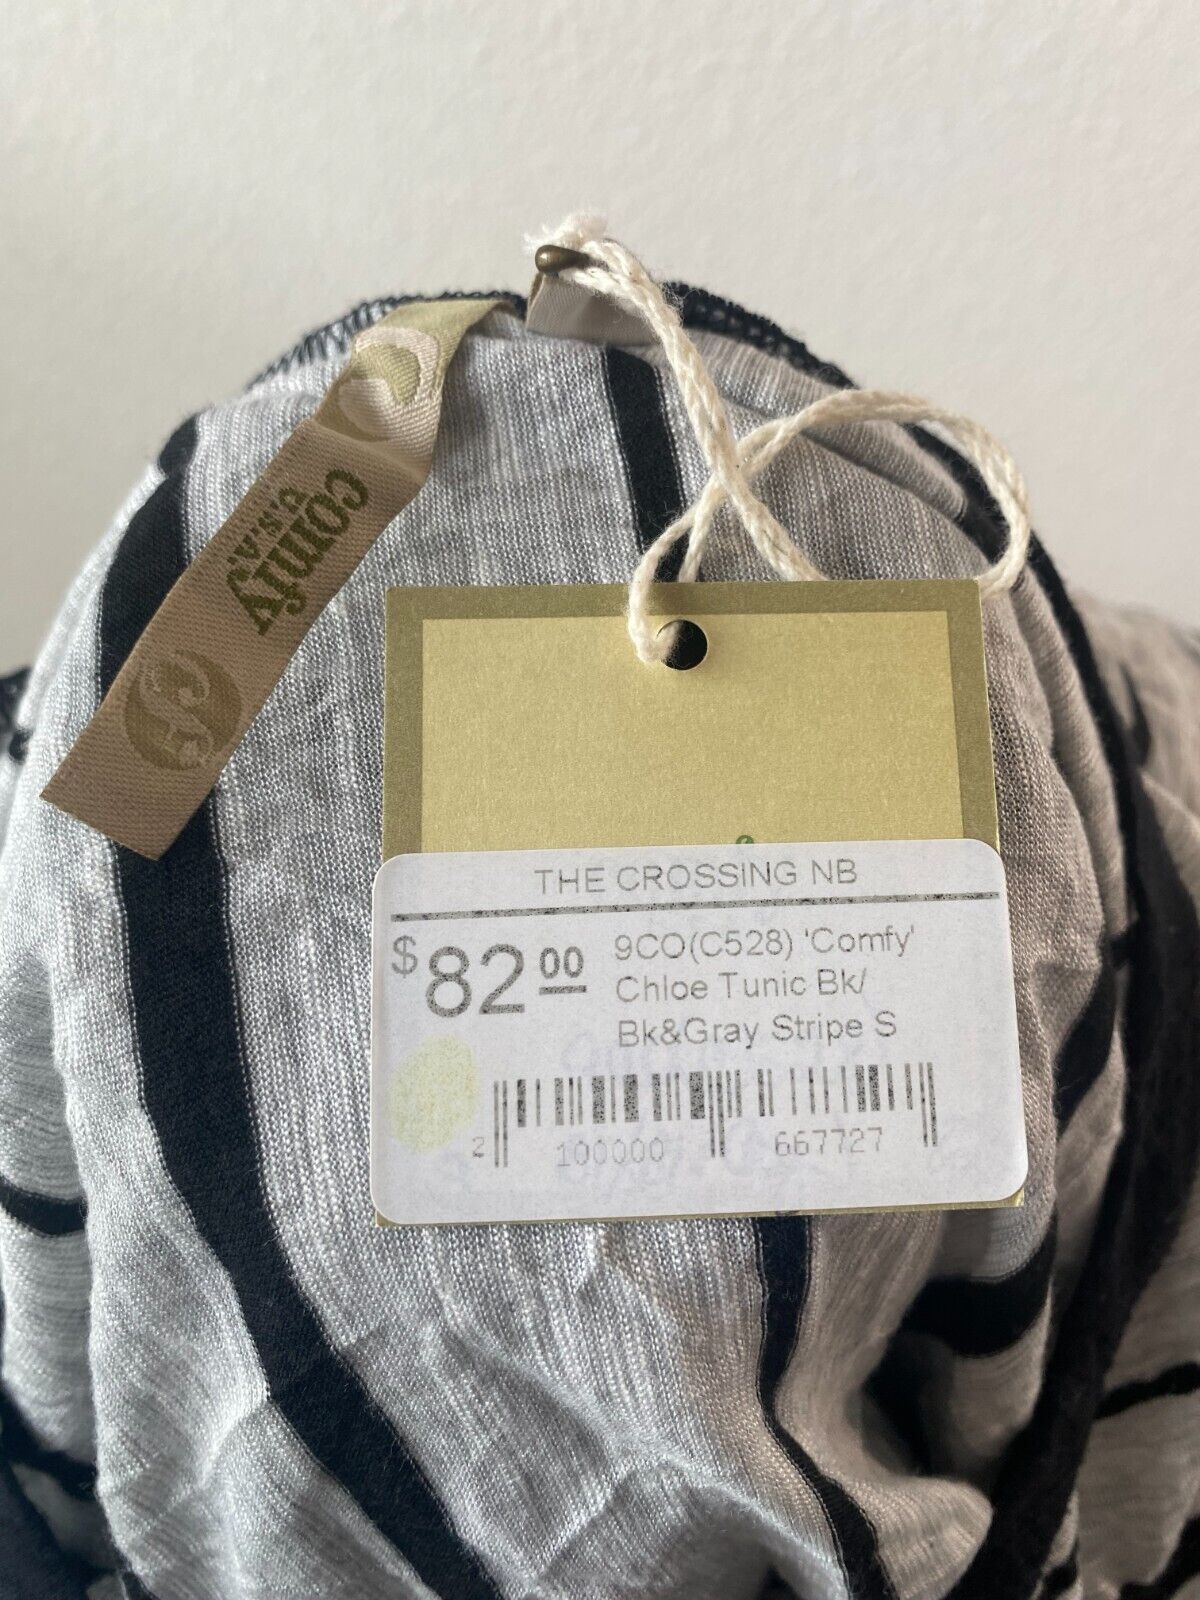 comfy
U.S.A.
THE CROSSING NB
$82.00
9CO(C528) 'Comfy'
Chloe Tunic Bk/
Bk&Gray Stripe S
2 100000 667727